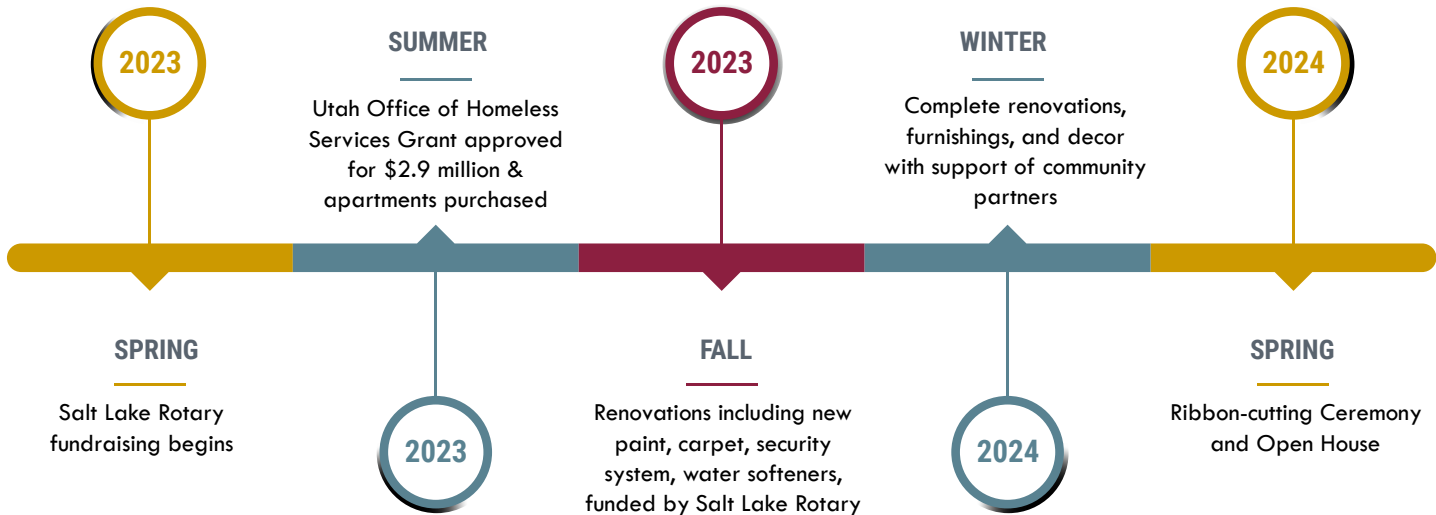 2023
SPRING
Salt Lake Rotary
fundraising begins
SUMMER
Utah Office of Homeless
Services Grant approved
for $2.9 million &
apartments purchased
2023
2023
FALL
Renovations including new
paint, carpet, security
system, water softeners,
funded by Salt Lake Rotary
WINTER
Complete renovations,
furnishings, and decor
with support of community
partners
2024
2024
SPRING
Ribbon-cutting Ceremony
and Open House